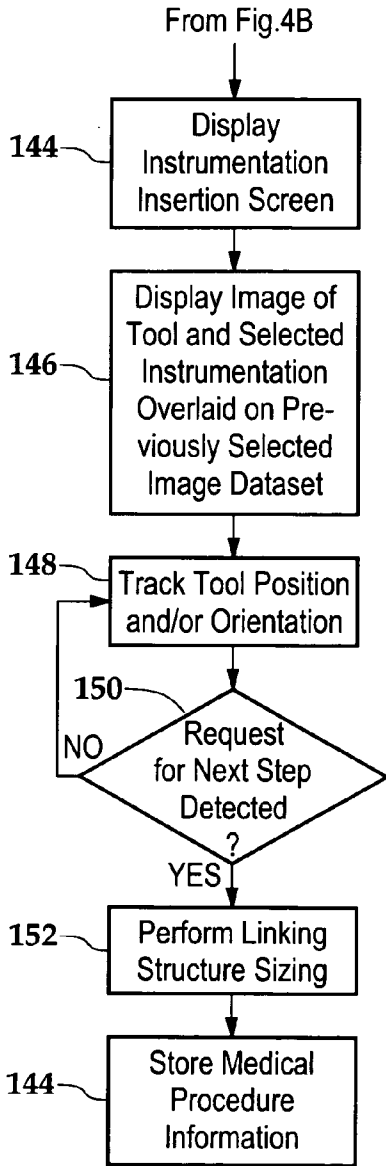 From Fig.4B
144
Display
Instrumentation
Insertion Screen
146
Display Image of
Tool and Selected
Instrumentation
Overlaid on Pre-
viously Selected
Image Dataset
148
Track Tool Position
and/or Orientation
150
NO
Request
for Next Step
Detected
?
YES
152
Perform Linking
Structure Sizing
144
Store Medical
Procedure
Information